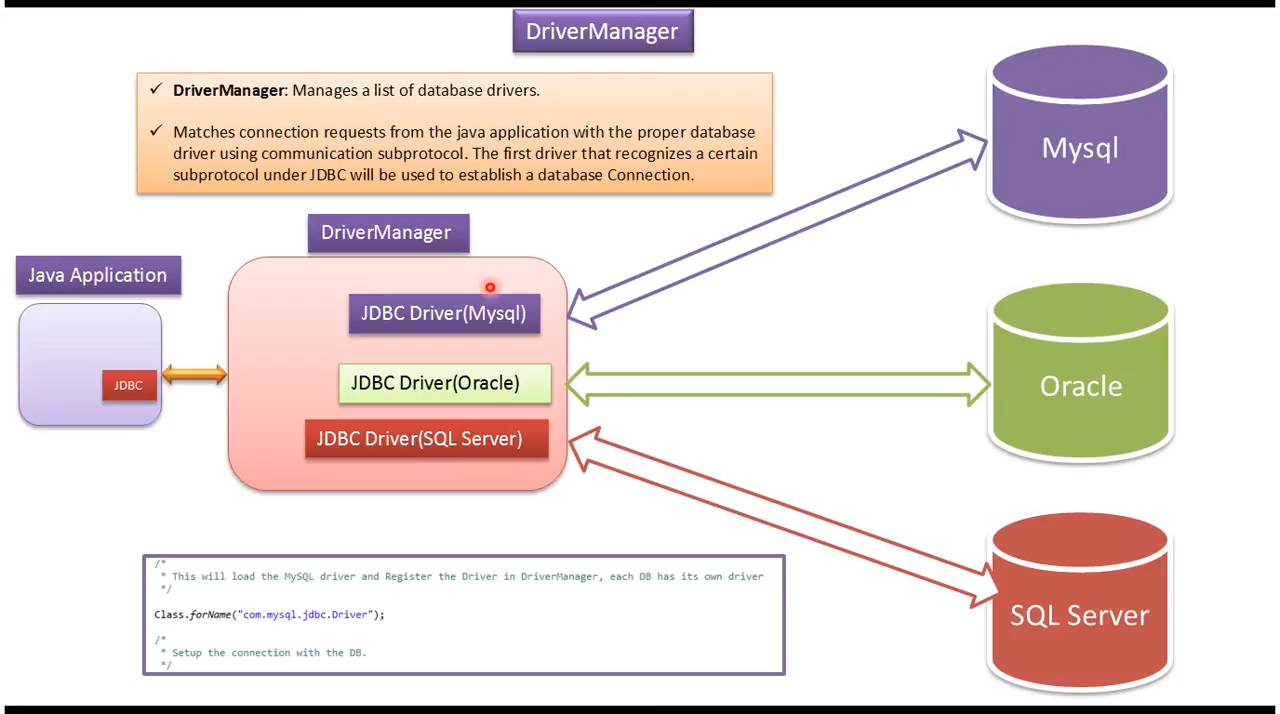 DriverManager
✓ DriverManager: Manages a list of database drivers.
✓ Matches connection requests from the java application with the proper database
driver using communication subprotocol. The first driver that recognizes a certain
subprotocol under JDBC will be used to establish a database Connection.
DriverManager
Java Application
JDBC
JDBC Driver(Mysql)
JDBC Driver(Oracle)
JDBC Driver(SQL Server)
Mysql
Oracle
SQL Server
/*
* This will load the MySQL driver and Register the Driver in DriverManager, each DB has its own driver
*/
Class.forName("com.mysql.jdbc.Driver");
/*
* Setup the connection with the DB.
*/